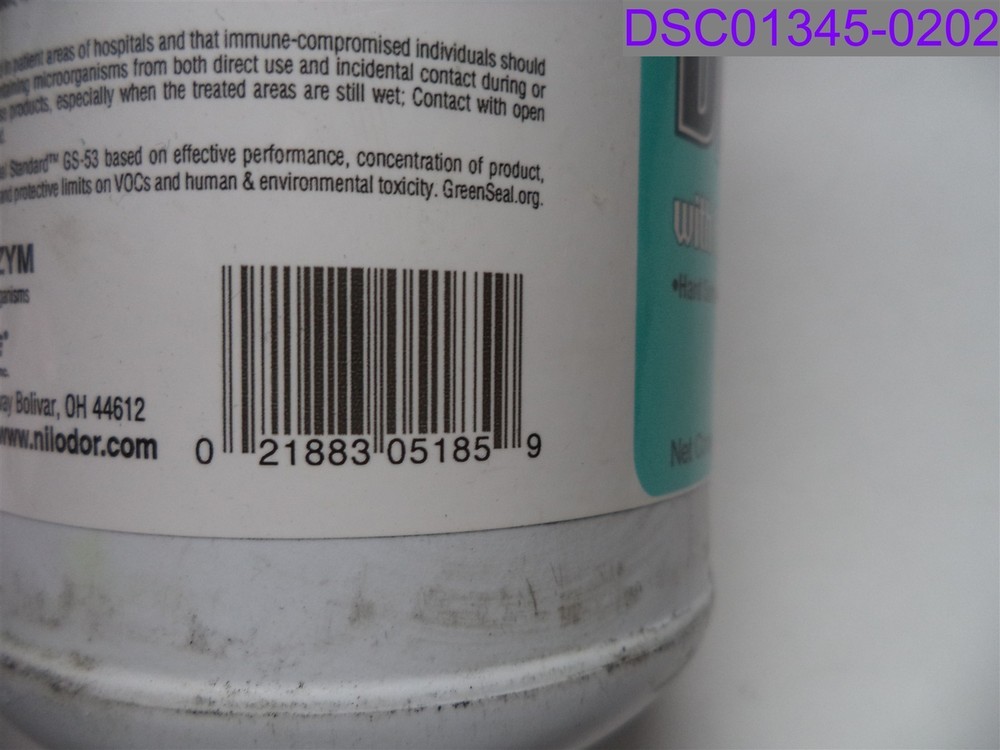 DSC01345-0202
patient areas of hospitals and that immune-compromised individuals should
microorganisms from both direct use and incidental contact during or
products, especially when the treated areas are still wet; Contact with open
Standard™ GS-53 based on effective performance, concentration of product,
and protective limits on VOCs and human & environmental toxicity. GreenSeal.org.
ZYM
Bolivar, OH 44612
www.nilodor.com
0 21883 05185 9
with
•Hard
Net